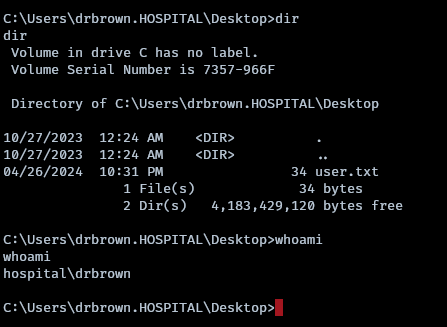 C:\Users\drbrown.HOSPITAL\Desktop>dir
dir
 Volume in drive C has no label.
 Volume Serial Number is 7357-966F

 Directory of C:\Users\drbrown.HOSPITAL\Desktop

10/27/2023  12:24 AM    <DIR>          .
10/27/2023  12:24 AM    <DIR>          ..
04/26/2024  10:31 PM                34 user.txt
               1 File(s)             34 bytes
               2 Dir(s)   4,183,429,120 bytes free

C:\Users\drbrown.HOSPITAL\Desktop>whoami
whoami
hospital\drbrown

C:\Users\drbrown.HOSPITAL\Desktop>